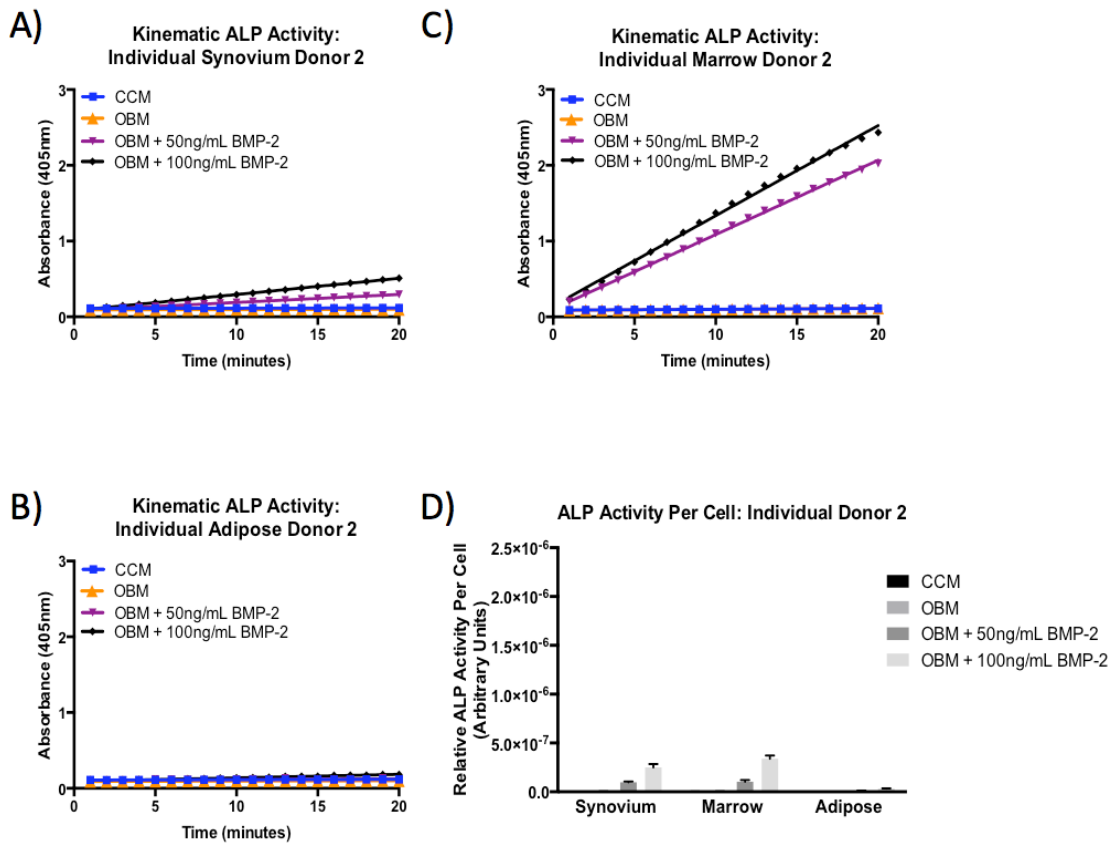 A)
Kinematic ALP Activity:
Individual Synovium Donor 2
CCM
OBM
OBM + 50ng/mL BMP-2
OBM + 100ng/mL BMP-2
Absorbance (405nm)
3
2
1
0
0 5 10 15 20
Time (minutes)
C)
Kinematic ALP Activity:
Individual Marrow Donor 2
CCM
OBM
OBM + 50ng/mL BMP-2
OBM + 100ng/mL BMP-2
Absorbance (405nm)
3
2
1
0
0 5 10 15 20
Time (minutes)
B)
Kinematic ALP Activity:
Individual Adipose Donor 2
CCM
OBM
OBM + 50ng/mL BMP-2
OBM + 100ng/mL BMP-2
Absorbance (405nm)
3
2
1
0
0 5 10 15 20
Time (minutes)
D)
ALP Activity Per Cell: Individual Donor 2
Relative ALP Activity Per Cell
(Arbitrary Units)
2.5×10-6
2.0×10-6
1.5×10-6
1.0×10-6
5.0×10-7
0.0
Synovium Marrow Adipose
CCM
OBM
OBM + 50ng/mL BMP-2
OBM + 100ng/mL BMP-2